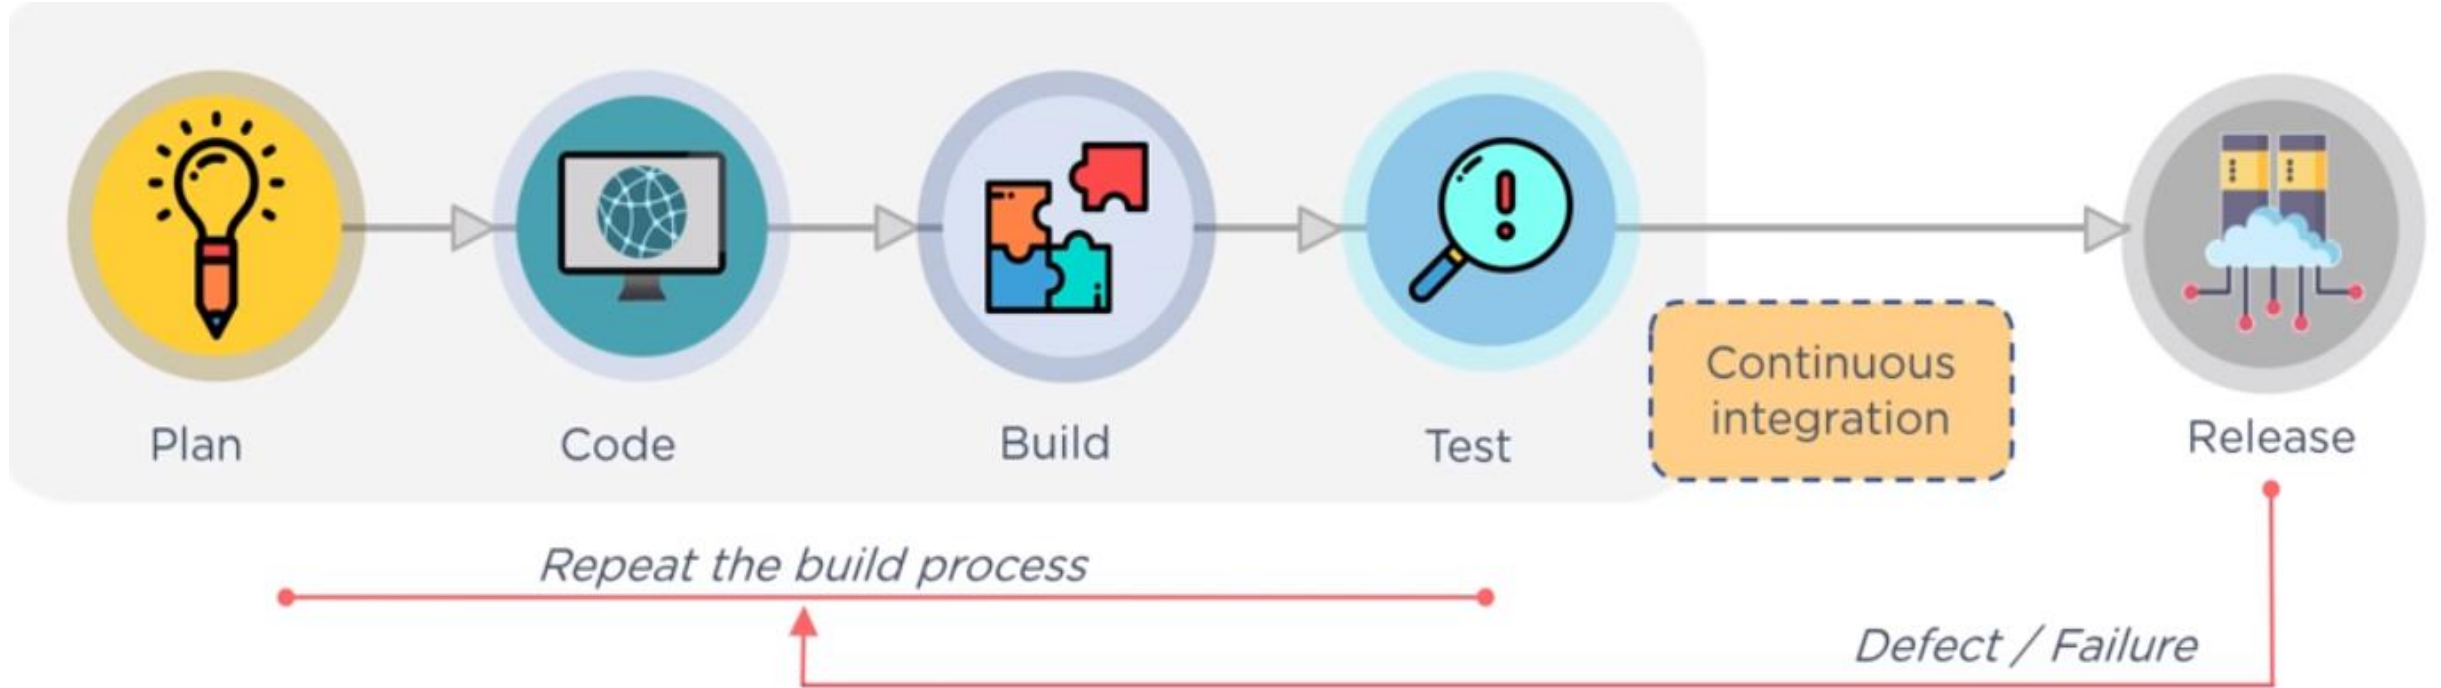 Plan
Code
Build
Test
Continuous
integration
Release
Repeat the build process
Defect / Failure